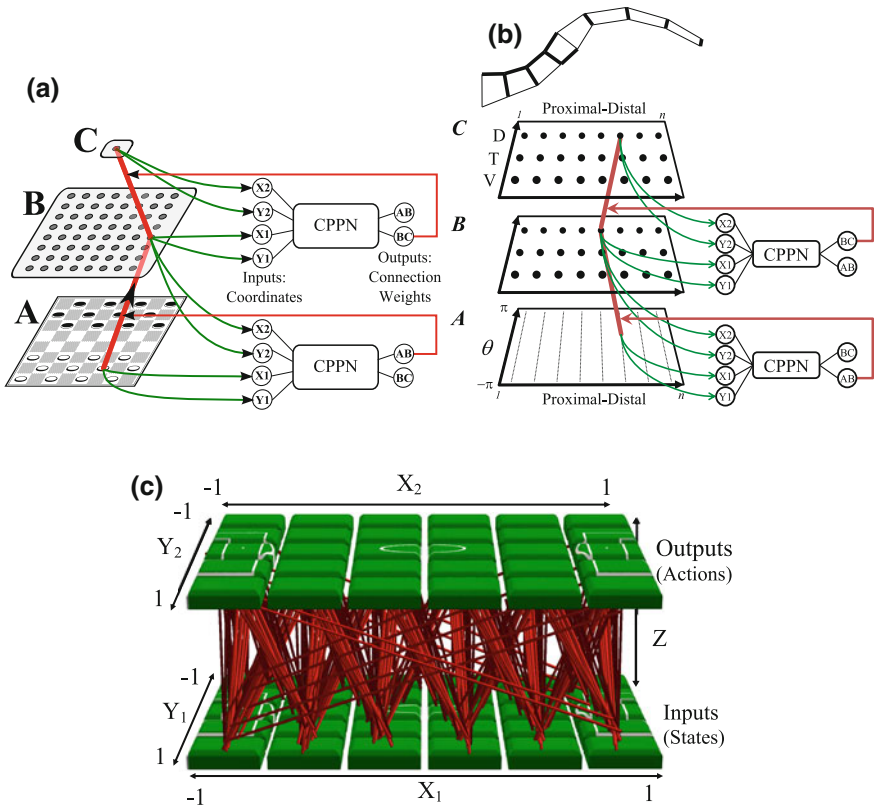 (a)
C
B
A
X2
Y2
X1
Y1
CPPN
AB
BC
Inputs:
Coordinates
Outputs:
Connection
Weights
X2
Y2
X1
Y1
CPPN
AB
BC
(b)
Proximal-Distal
l
n
C
D
T
V
B
X2
Y2
X1
Y1
CPPN
BC
AB
A
π
θ
-π
l
n
Proximal-Distal
X2
Y2
X1
Y1
CPPN
BC
AB
(c)
-1
X2
1
-1
Y2
1
Outputs
(Actions)
Z
-1
Y1
1
Inputs
(States)
-1
X1
1